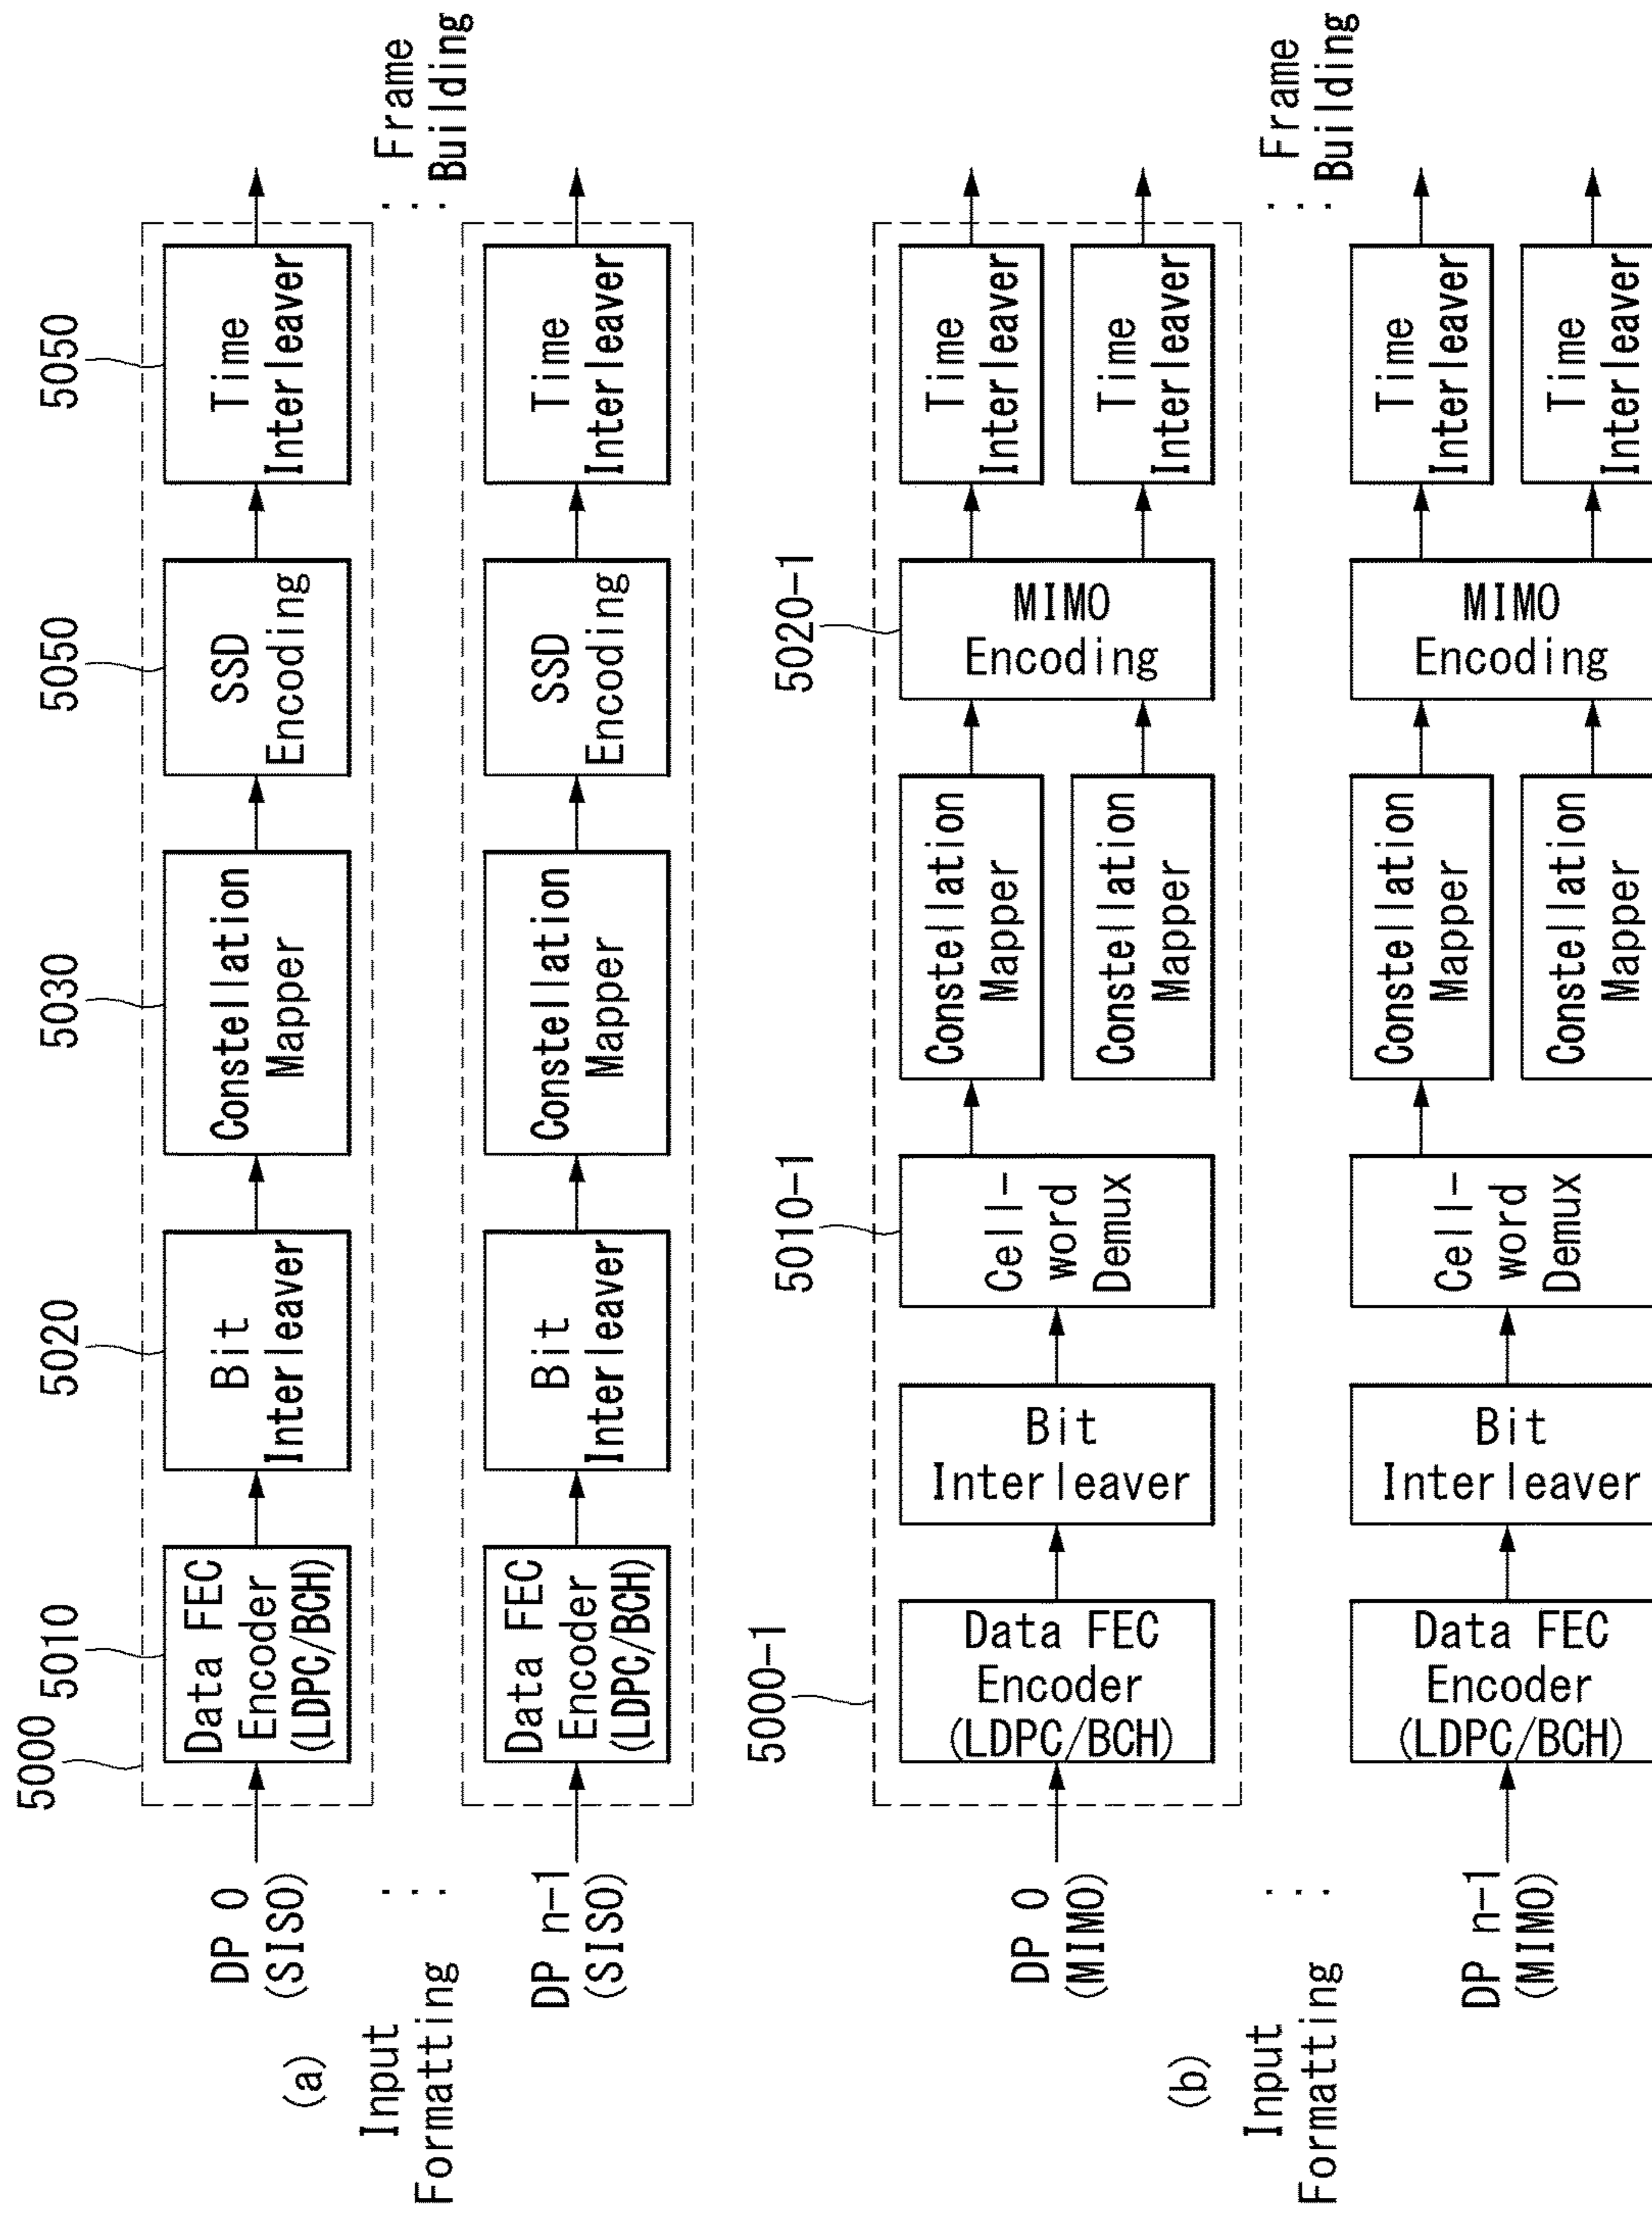 (a)
5000
5010
5020
5030
5050
5050
Input
Formatting
DP 0
(SISO)
Data FEC
Encoder
(LDPC/BCH)
Bit
Interleaver
Constellation
Mapper
SSD
Encoding
Time
Interleaver
...
...
Frame
Building
DP n-1
(SISO)
Data FEC
Encoder
(LDPC/BCH)
Bit
Interleaver
Constellation
Mapper
SSD
Encoding
Time
Interleaver
(b)
5000-1
5010-1
5020-1
Input
Formatting
DP 0
(MIMO)
Data FEC
Encoder
(LDPC/BCH)
Bit
Interleaver
Cell-
word
Demux
Constellation
Mapper
Constellation
Mapper
MIMO
Encoding
Time
Interleaver
Time
Interleaver
...
...
Frame
Building
DP n-1
(MIMO)
Data FEC
Encoder
(LDPC/BCH)
Bit
Interleaver
Cell-
word
Demux
Constellation
Mapper
Constellation
Mapper
MIMO
Encoding
Time
Interleaver
Time
Interleaver